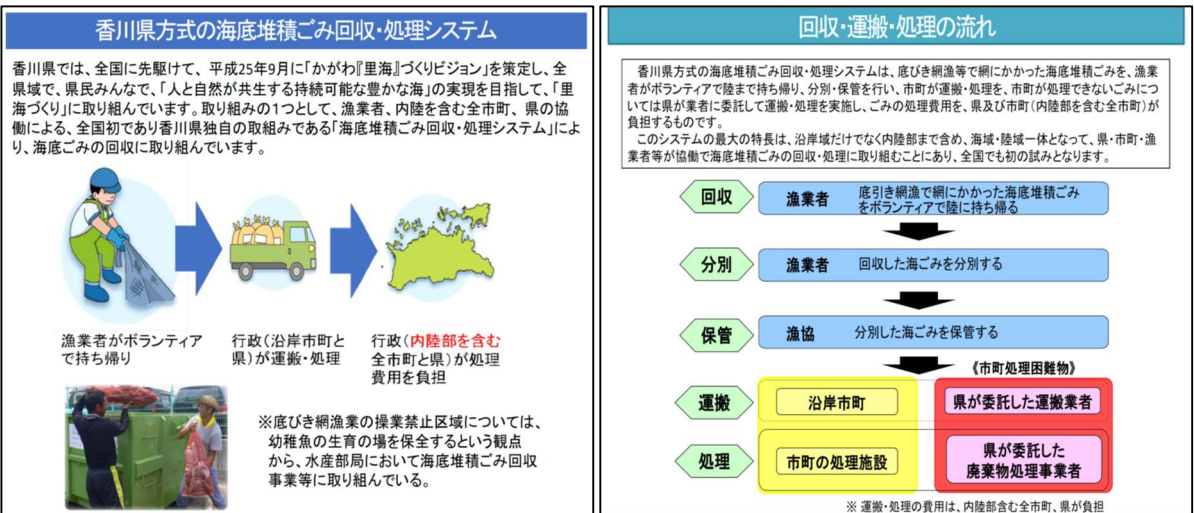 香川県方式の海底堆積ごみ回収・処理システム
香川県では、全国に先駆けて、平成25年9月に「かがわ『里海』づくりビジョン」を策定し、全
県域で、県民みんなで、「人と自然が共生する持続可能な豊かな海」の実現を目指して、「里
海づくり」に取り組んでいます。取り組みの1つとして、漁業者、内陸を含む全市町、県の協
働による、全国初であり香川県独自の取組みである「海底堆積ごみ回収・処理システム」によ
り、海底ごみの回収に取り組んでいます。
漁業者がボランティア
で持ち帰り
行政(沿岸市町と
県)が運搬・処理
行政(内陸部を含む
全市町と県)が処理
費用を負担
※底びき網漁業の操業禁止区域については、
幼稚魚の生育の場を保全するという観点
から、水産部局において海底堆積ごみ回収
事業等に取り組んでいる。
回収・運搬・処理の流れ
香川県方式の海底堆積ごみ回収・処理システムは、底びき網漁等で網にかかった海底堆積ごみを、漁業
者がボランティアで陸まで持ち帰り、分別・保管を行い、市町が運搬・処理を、市町が処理できないごみにつ
いては県が業者に委託して運搬・処理を実施し、ごみの処理費用を、県及び市町(内陸部を含む全市町)が
負担するものです。
このシステムの最大の特長は、沿岸域だけでなく内陸部まで含め、海域・陸域一体となって、県・市町・漁
業者等が協働で海底堆積ごみの回収・処理に取り組むことにあり、全国でも初の試みとなります。
回収
漁業者
底引き網漁で網にかかった海底堆積ごみ
をボランティアで陸に持ち帰る
分別
漁業者
回収した海ごみを分別する
保管
漁協
分別した海ごみを保管する
《市町処理困難物》
運搬
沿岸市町
県が委託した運搬業者
処理
市町の処理施設
県が委託した
廃棄物処理事業者
※ 運搬・処理の費用は、内陸部含む全市町、県が負担